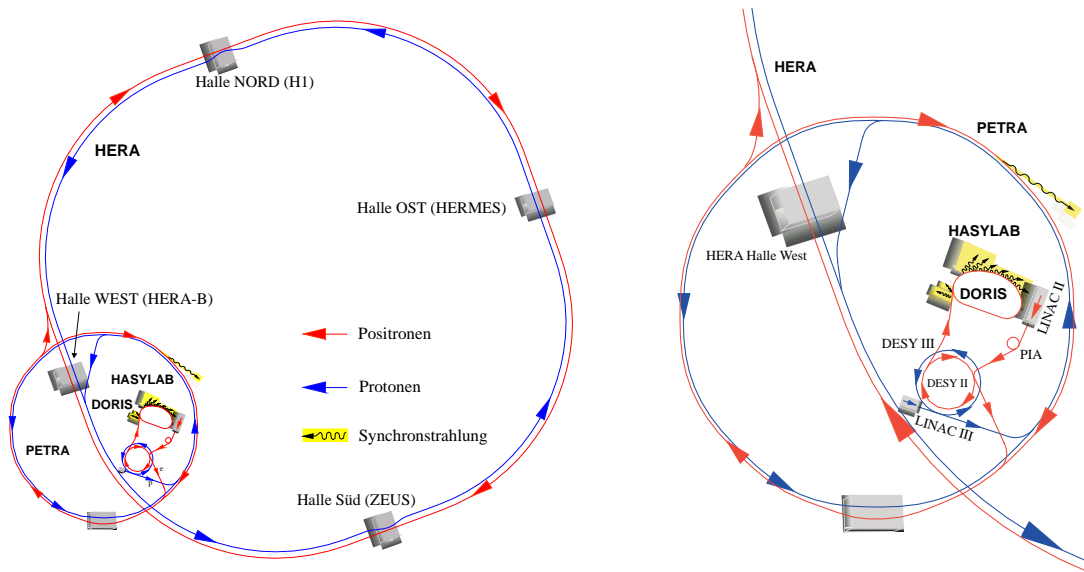 Halle NORD (H1)
HERA
Halle OST (HERMES)
Halle WEST (HERA-B)
Positronen
Protonen
Synchronstrahlung
HASYLAB
DORIS
PETRA
e
p
Halle Süd (ZEUS)
HERA
PETRA
HERA Halle West
HASYLAB
DORIS
LINAC II
PIA
DESY III
DESY II
LINAC III